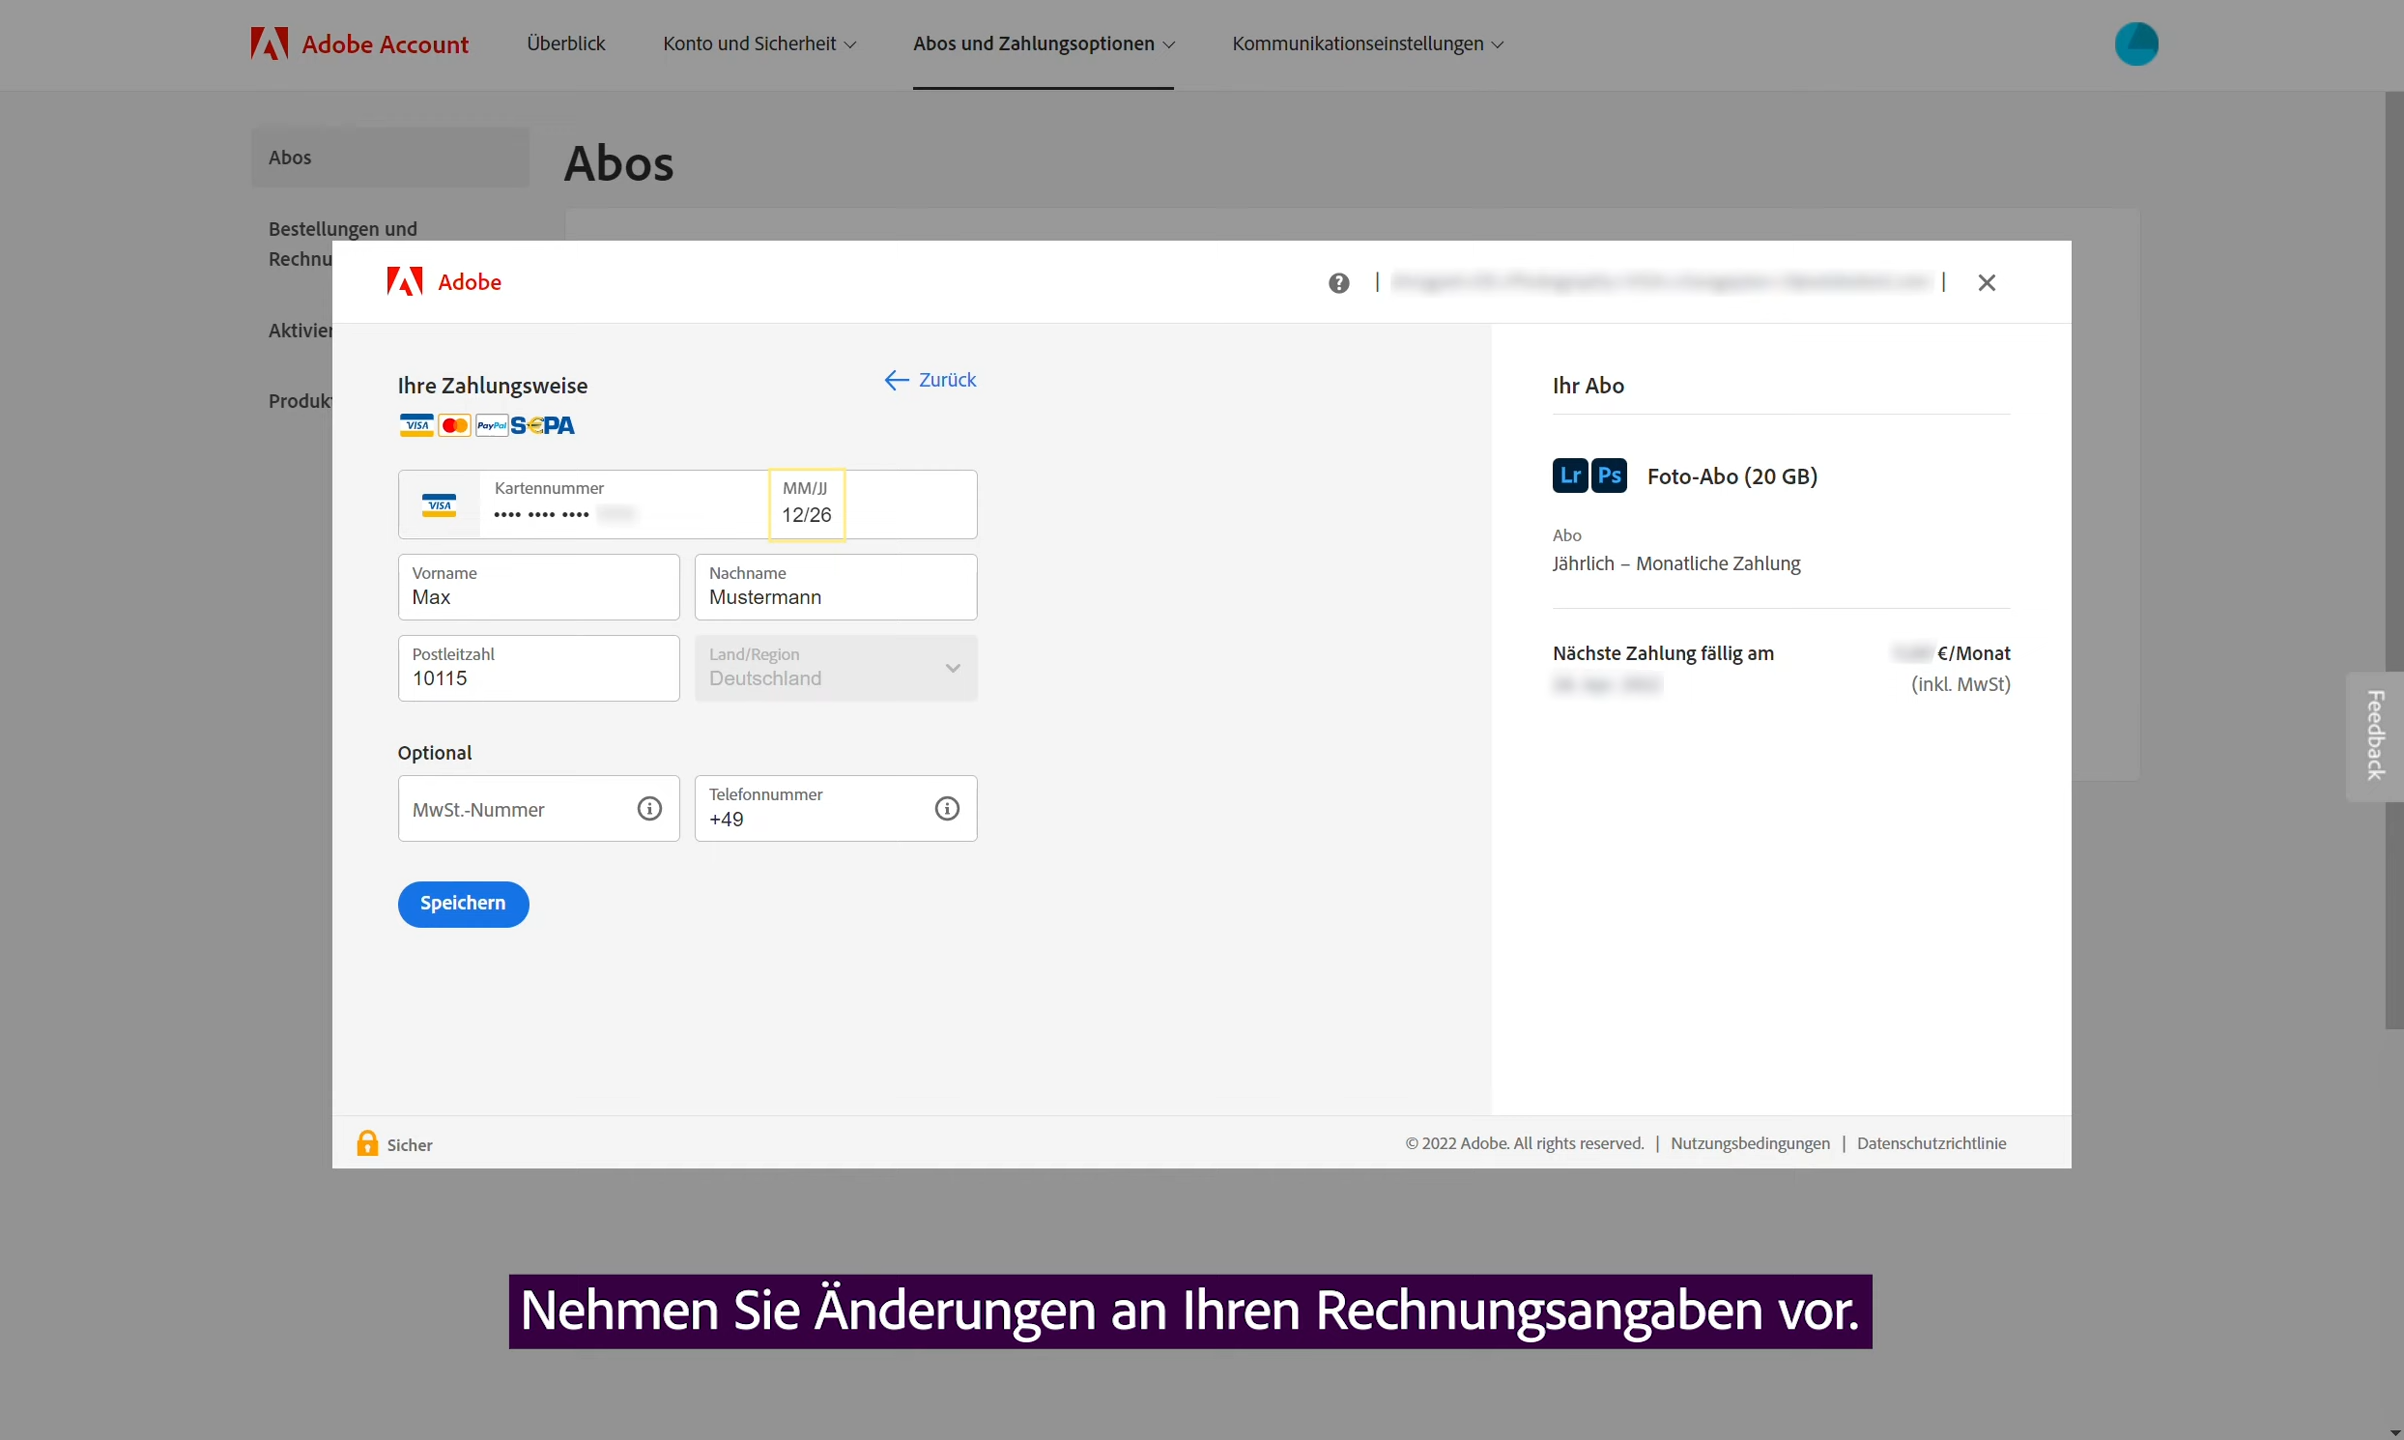 Adobe Account
Überblick
Konto und Sicherheit
Abos und Zahlungsoptionen
Kommunikationseinstellungen
Abos
Bestellungen und
Rechnu
Aktivier
Produkt
Abos
Adobe
Ihre Zahlungsweise
Zurück
VISA PayPal SEPA
VISA
Kartennummer
•••• •••• ••••
MM/JJ
12/26
Vorname
Max
Nachname
Mustermann
Postleitzahl
10115
Land/Region
Deutschland
Optional
MwSt.-Nummer
Telefonnummer
+49
Speichern
Ihr Abo
Lr Ps Foto-Abo (20 GB)
Abo
Jährlich – Monatliche Zahlung
Nächste Zahlung fällig am
€/Monat
(inkl. MwSt)
Feedback
Sicher
© 2022 Adobe. All rights reserved. | Nutzungsbedingungen | Datenschutzrichtlinie
Nehmen Sie Änderungen an Ihren Rechnungsangaben vor.